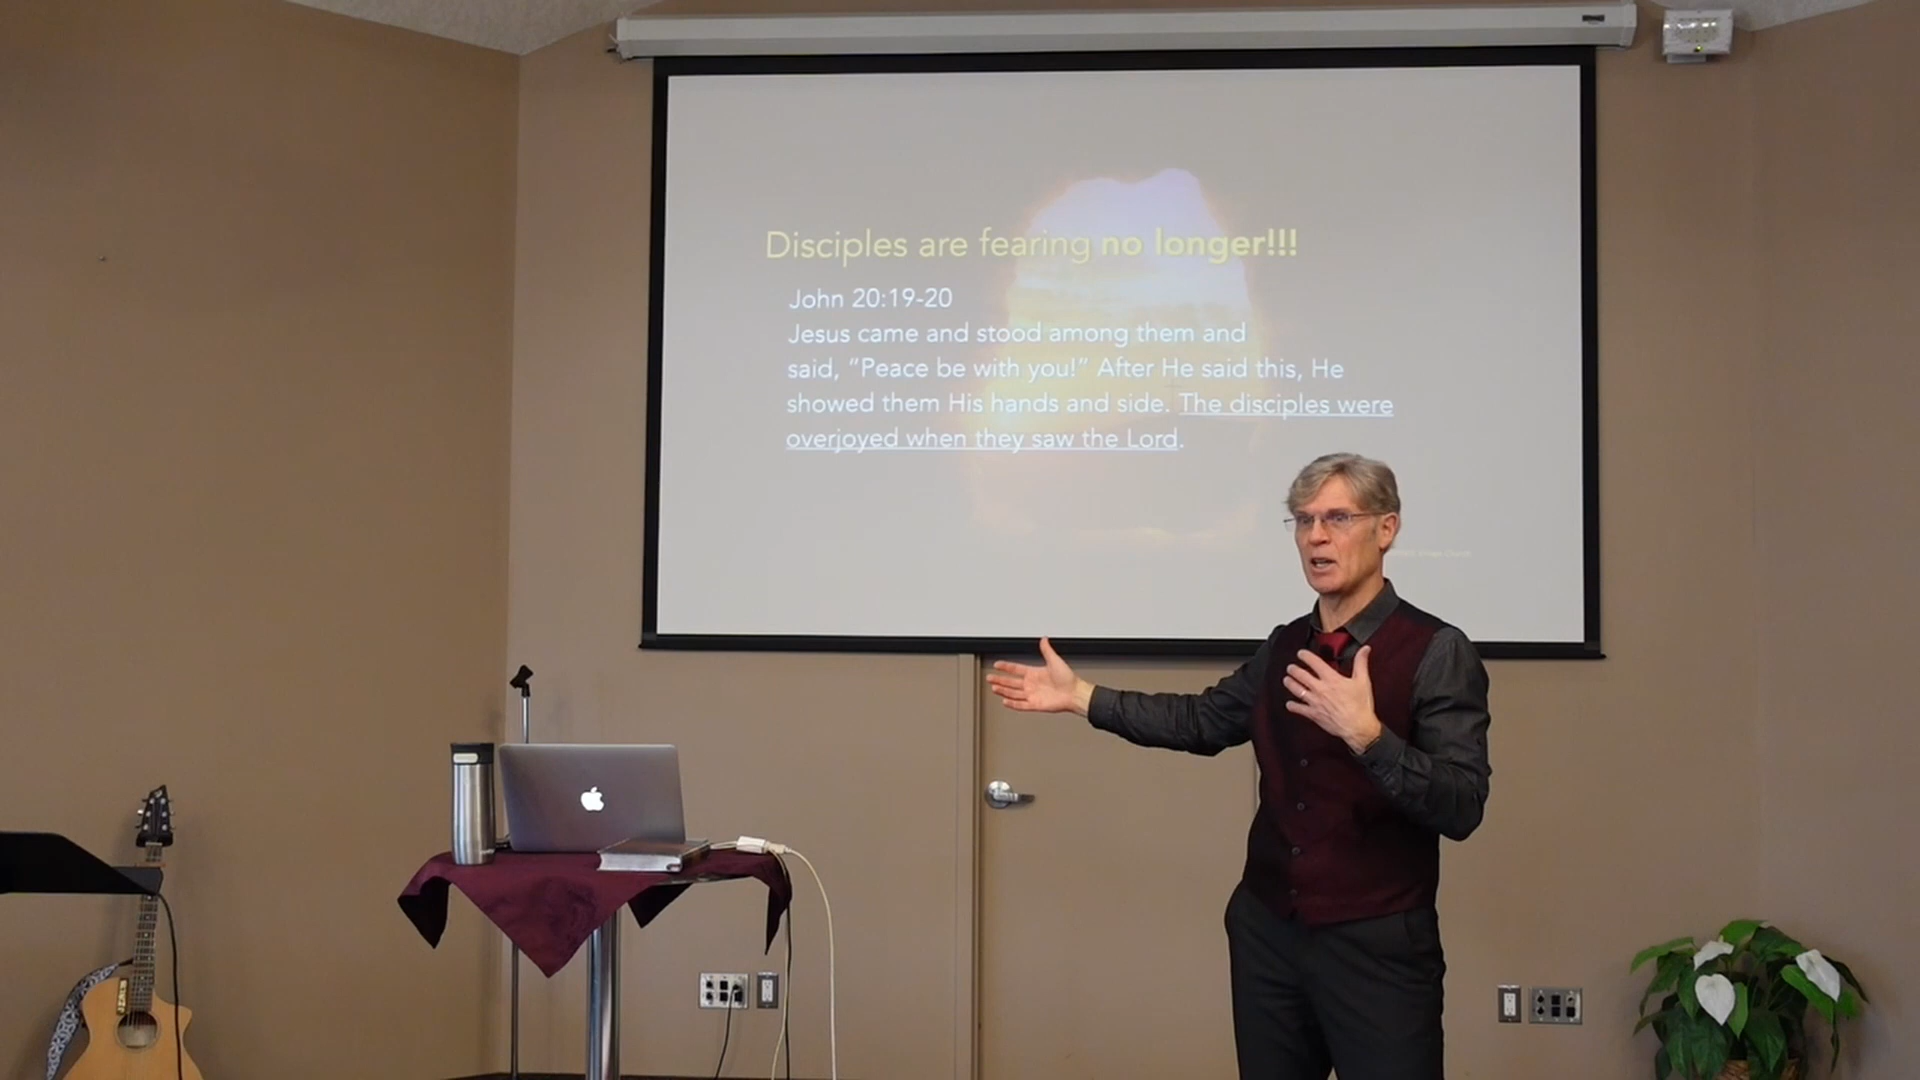 Disciples are fearing no longer!!!
John 20:19-20
Jesus came and stood among them and
said, “Peace be with you!” After He said this, He
showed them His hands and side. The disciples were
overjoyed when they saw the Lord.